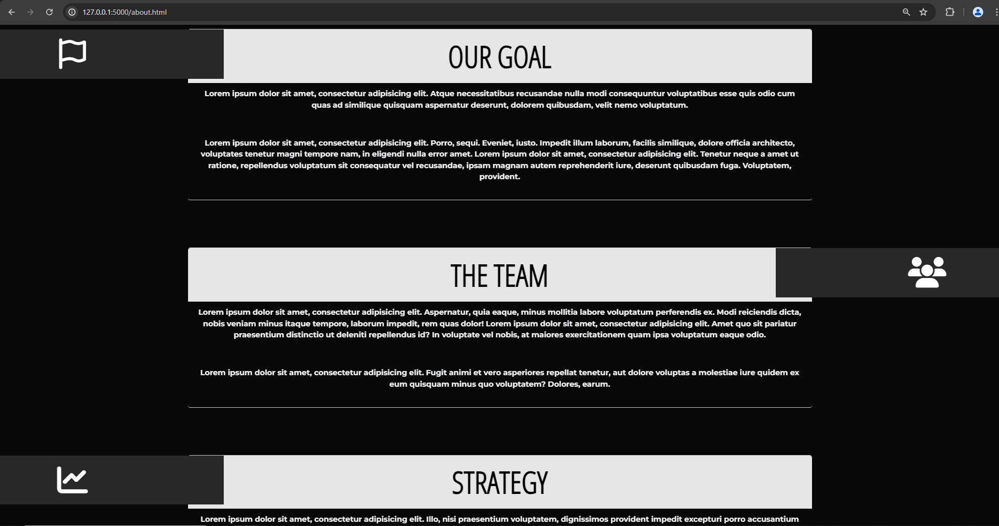 127.0.0.1:5000/about.html
OUR GOAL
Lorem ipsum dolor sit amet, consectetur adipisicing elit. Atque necessitatibus recusandae nulla modi consequuntur voluptatibus esse quis odio cum
quas ad similique quisquam aspernatur deserunt, dolorem quibusdam, velit nemo voluptatum.
Lorem ipsum dolor sit amet, consectetur adipisicing elit. Porro, sequi. Eveniet, iusto. Impedit illum laborum, facilis similique, dolore officia architecto,
voluptates tenetur magni tempore nam, in eligendi nulla error amet. Lorem ipsum dolor sit amet, consectetur adipisicing elit. Tenetur neque a amet ut
ratione, repellendus voluptatum sit consequatur vel recusandae, ipsam magnam autem reprehenderit iure, deserunt quibusdam fuga. Voluptatem,
provident.
THE TEAM
Lorem ipsum dolor sit amet, consectetur adipisicing elit. Aspernatur, quia eaque, minus mollitia labore voluptatum perferendis ex. Modi reiciendis dicta,
nobis veniam minus itaque tempore, laborum impedit, rem quas dolor! Lorem ipsum dolor sit amet, consectetur adipisicing elit. Amet quo sit pariatur
praesentium distinctio ut deleniti repellendus id? In voluptate vel nobis, at maiores exercitationem quam ipsa voluptatum eaque odio.
Lorem ipsum dolor sit amet, consectetur adipisicing elit. Fugit animi et vero asperiores repellat tenetur, aut dolore voluptas a molestiae iure quidem ex
eum quisquam minus quo voluptatem? Dolores, earum.
STRATEGY
Lorem ipsum dolor sit amet, consectetur adipisicing elit. Illo, nisi praesentium voluptatem, dignissimos provident impedit excepturi porro accusantium